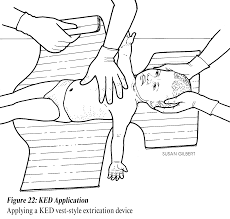 SUSAN GILBERT
Figure 22: KED Application
Applying a KED vest-style extrication device